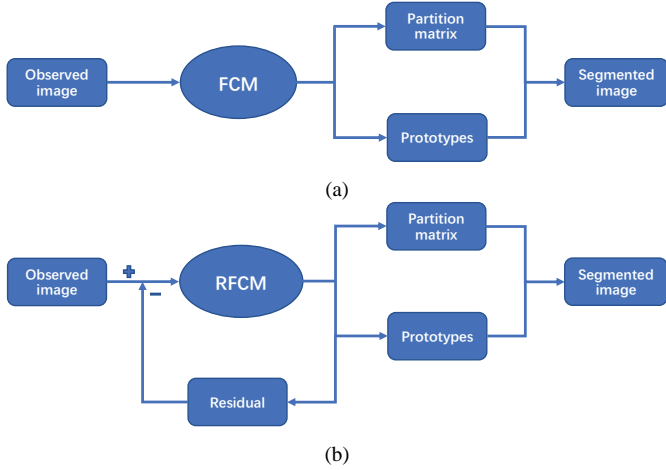 Partition
matrix
Observed
image
FCM
Segmented
image
Prototypes
(a)
Partition
matrix
Observed
image
+
−
RFCM
Segmented
image
Prototypes
Residual
(b)